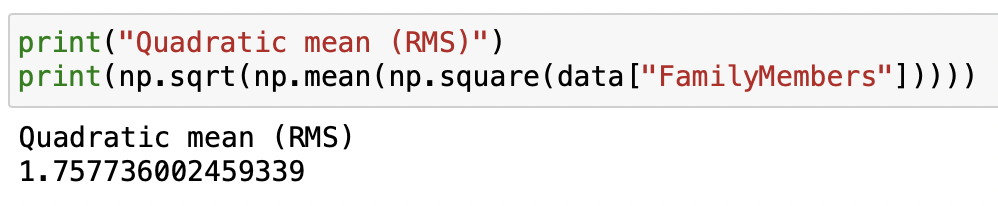 print("Quadratic mean (RMS)")
print(np.sqrt(np.mean(np.square(data["FamilyMembers"]))))
Quadratic mean (RMS)
1.757736002459339